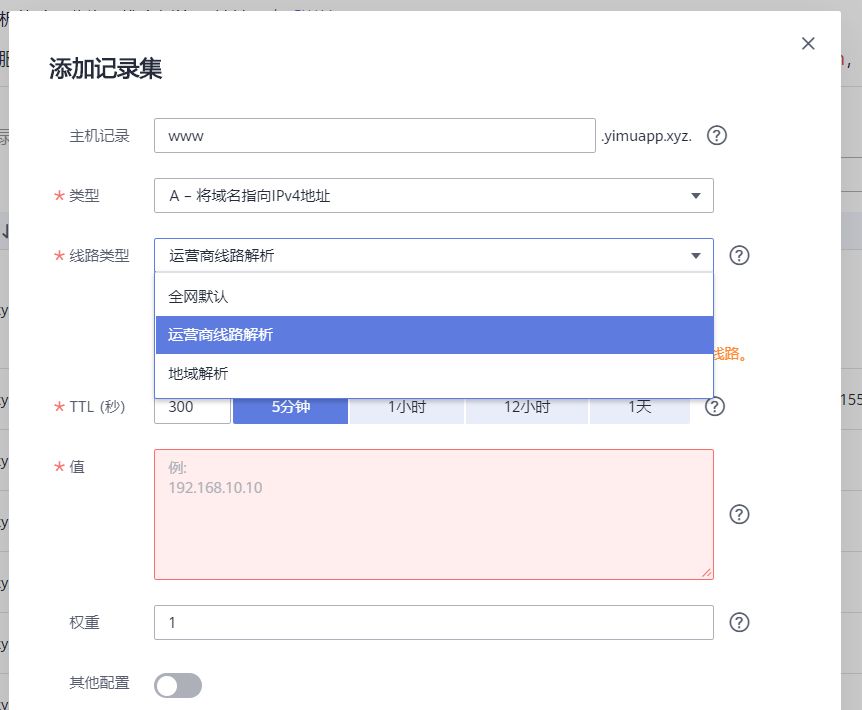 添加记录集
主机记录 www .yimuapp.xyz.
* 类型 A – 将域名指向IPv4地址
* 线路类型 运营商线路解析
全网默认
运营商线路解析
线路。
地域解析
* TTL (秒) 300 5分钟 1小时 12小时 1天
155
* 值 例:
192.168.10.10
权重 1
其他配置